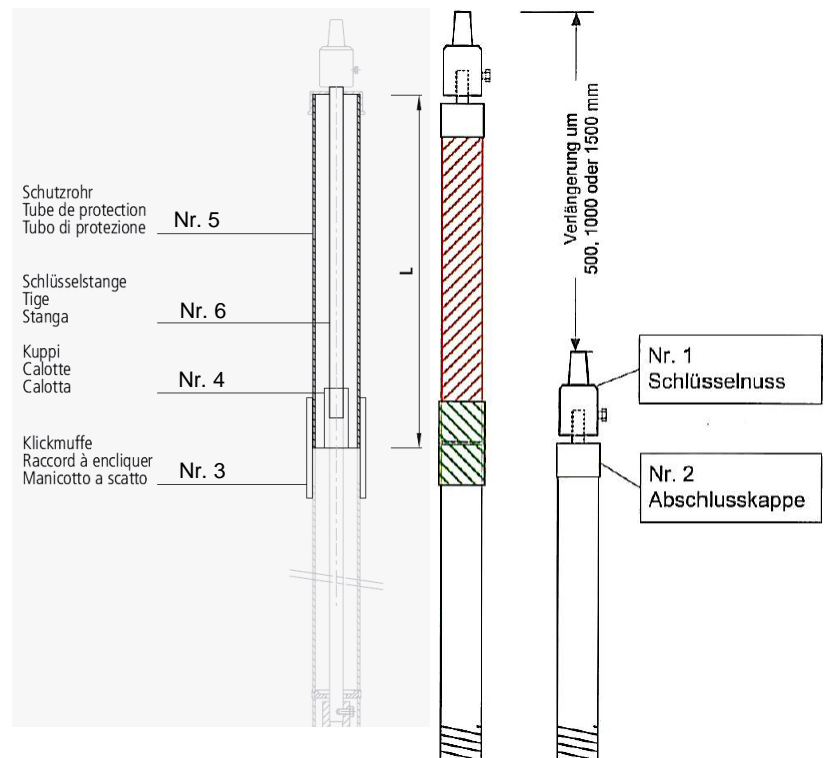 Schutzrohr
Tube de protection
Tubo di protezione
Nr. 5
Schlüsselstange
Tige
Stanga
Nr. 6
Kuppi
Calotte
Calotta
Nr. 4
Klickmuffe
Raccord à encliquer
Manicotto a scatto
Nr. 3
L
Verlängerung um
500, 1000 oder 1500 mm
Nr. 1
Schlüsselnuss
Nr. 2
Abschlusskappe